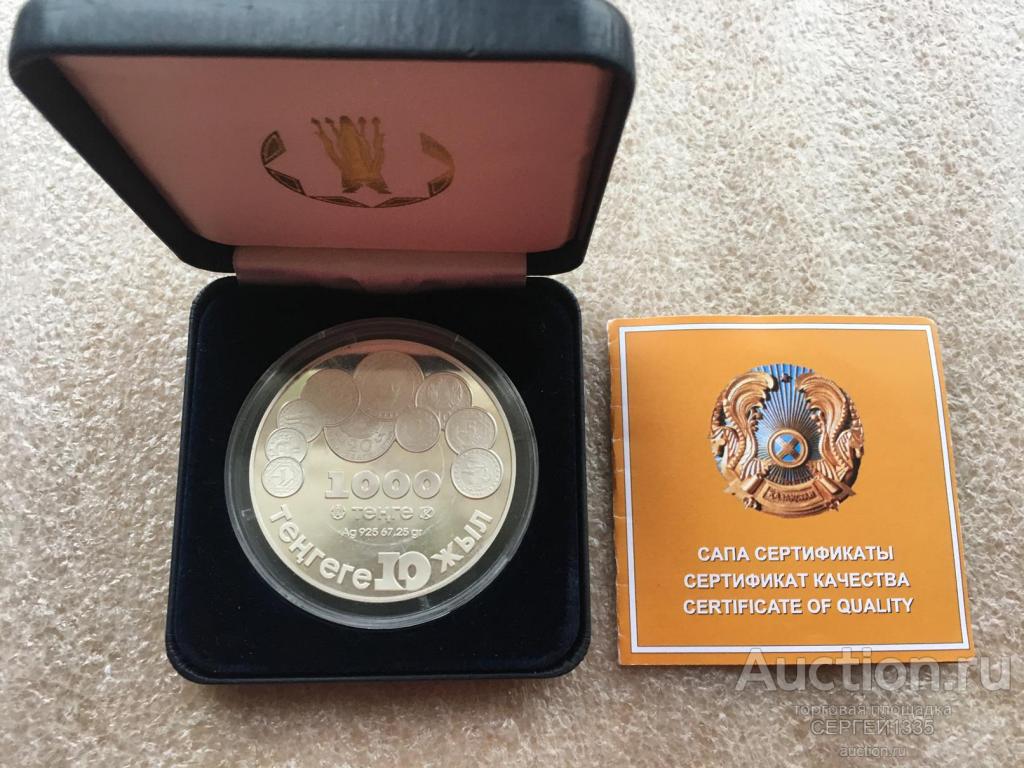 1000
теңге
Ag 925 67,25 gr
теңгеге 10 жыл
ҚАЗАҚСТАН
САПА СЕРТИФИКАТЫ
СЕРТИФИКАТ КАЧЕСТВА
CERTIFICATE OF QUALITY
Auction.ru
торговая площадка
СЕРГЕЙ1335
auction.ru